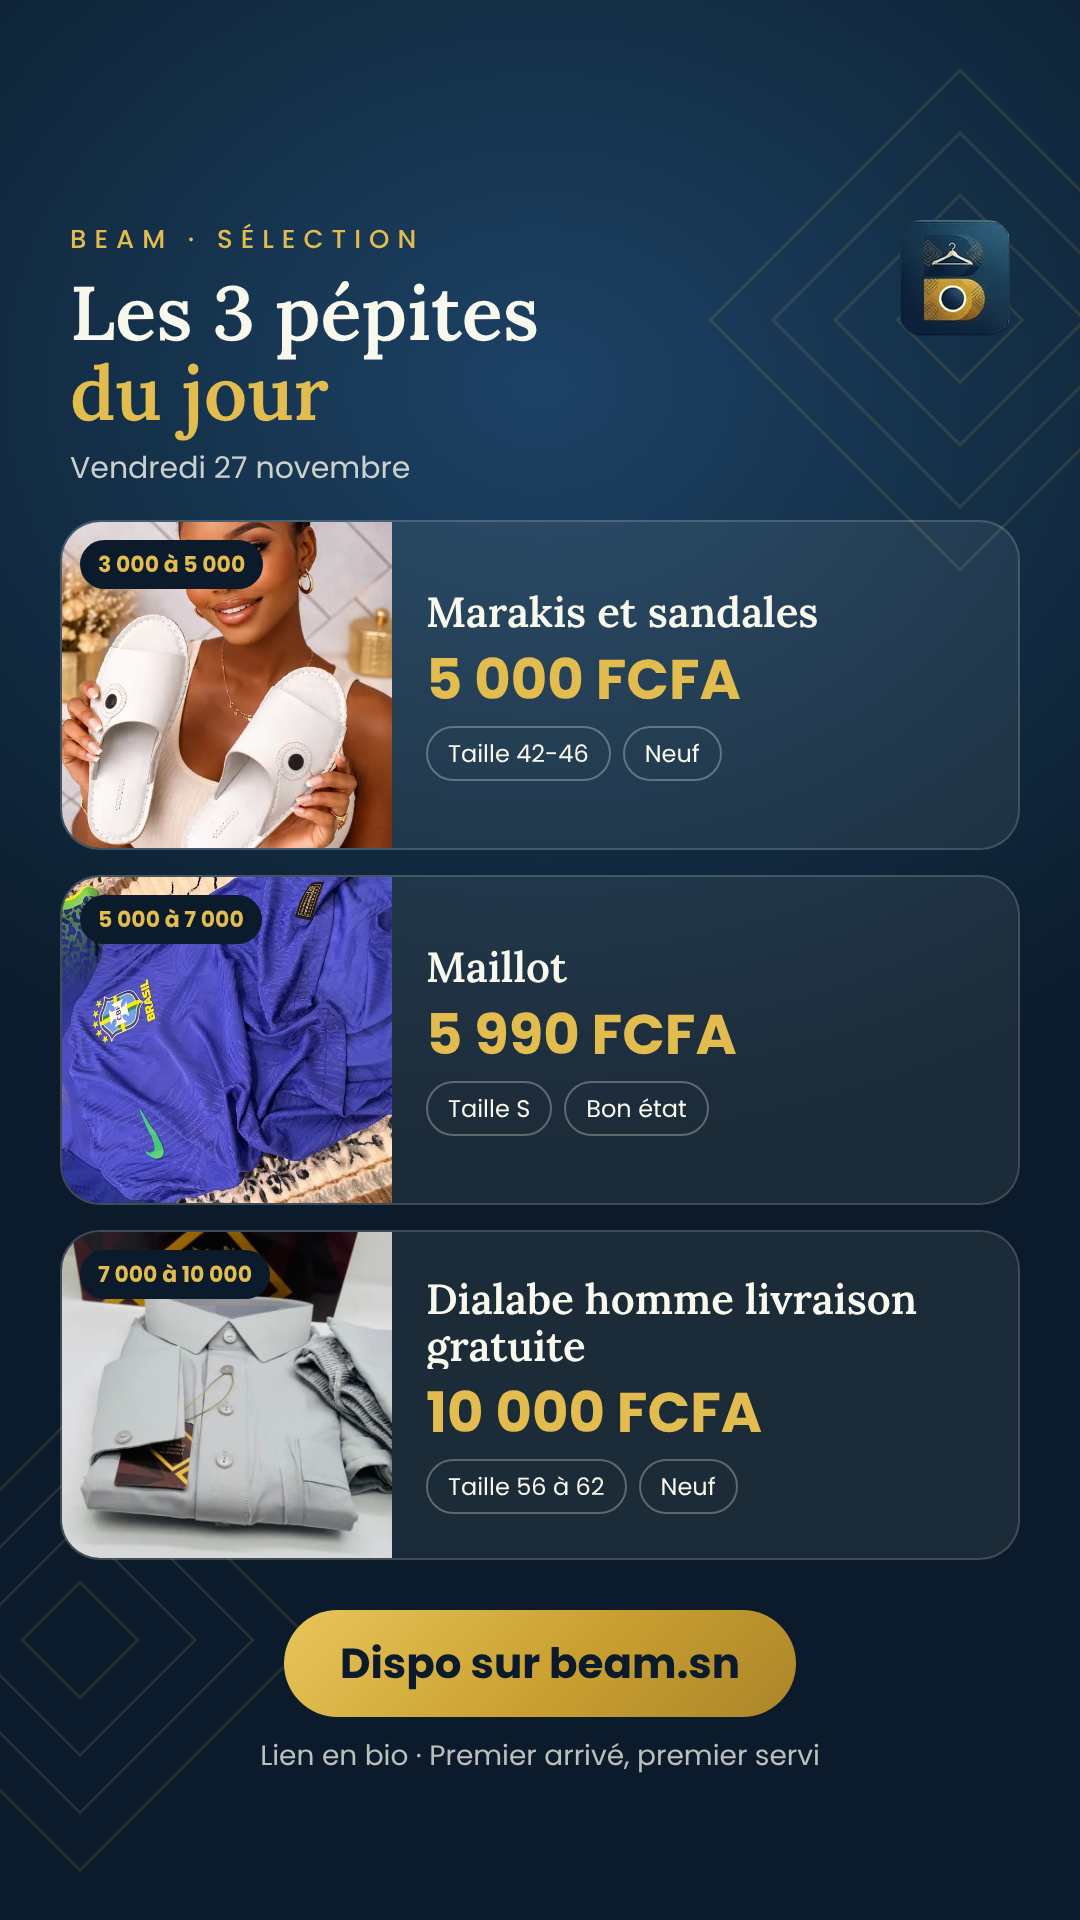 BEAM · SÉLECTION
Les 3 pépites
du jour
Vendredi 27 novembre
3 000 à 5 000
Marakis et sandales
5 000 FCFA
Taille 42-46
Neuf
5 000 à 7 000
BRASIL
CBF
Maillot
5 990 FCFA
Taille S
Bon état
7 000 à 10 000
Dialabe homme livraison
gratuite
10 000 FCFA
Taille 56 à 62
Neuf
Dispo sur beam.sn
Lien en bio · Premier arrivé, premier servi